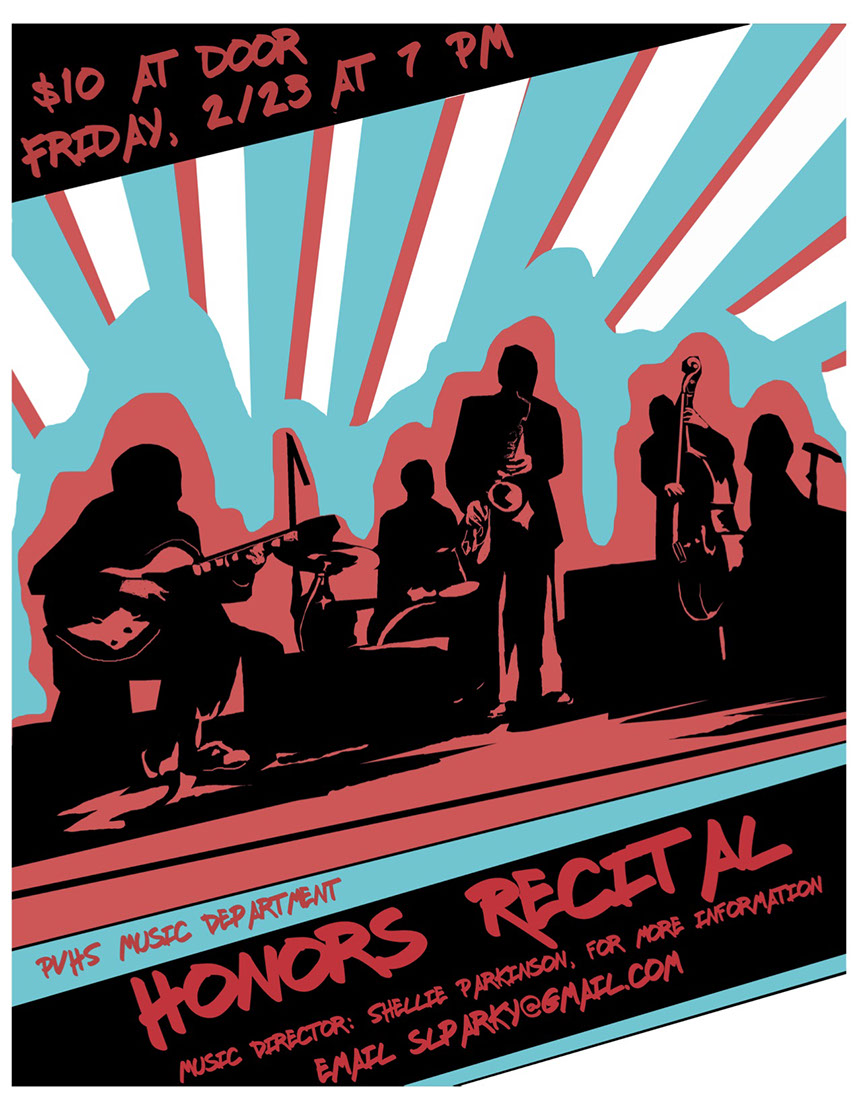 $10 AT DOOR
FRIDAY, 2/23 AT 7 PM
PVHS MUSIC DEPARTMENT
HONORS RECITAL
MUSIC DIRECTOR: SHELLIE PARKINSON, FOR MORE INFORMATION
EMAIL SLPARKY@GMAIL.COM